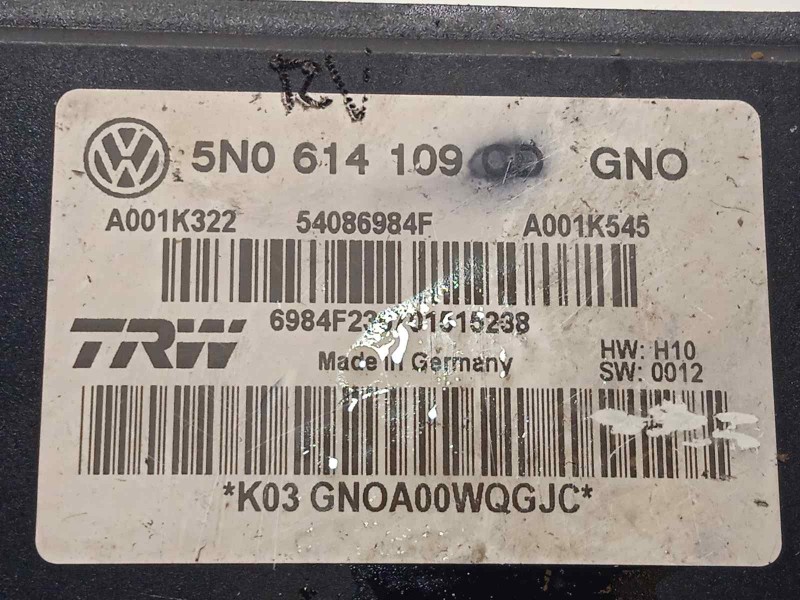 5N0 614 109 GNO
A001K322 54086984F A001K545
TRW
Made in Germany
HW: H10
SW: 0012
*K03 GNOA00WQGJC*